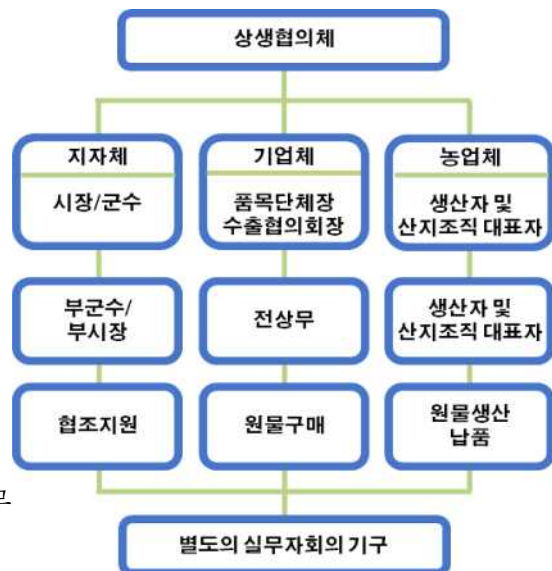 상생협의체
지자체
시장/군수
기업체
품목단체장
수출협의회장
농업체
생산자 및
산지조직 대표자
부군수/
부시장
전상무
생산자 및
산지조직 대표자
협조지원
원물구매
원물생산
납품
별도의 실무자회의 기구